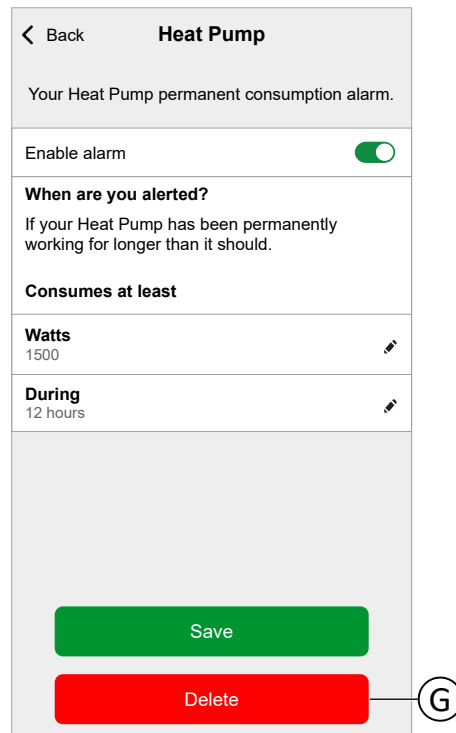 Back
Heat Pump
Your Heat Pump permanent consumption alarm.
Enable alarm
When are you alerted?
If your Heat Pump has been permanently
working for longer than it should.
Consumes at least
Watts
1500
During
12 hours
Save
Delete
G